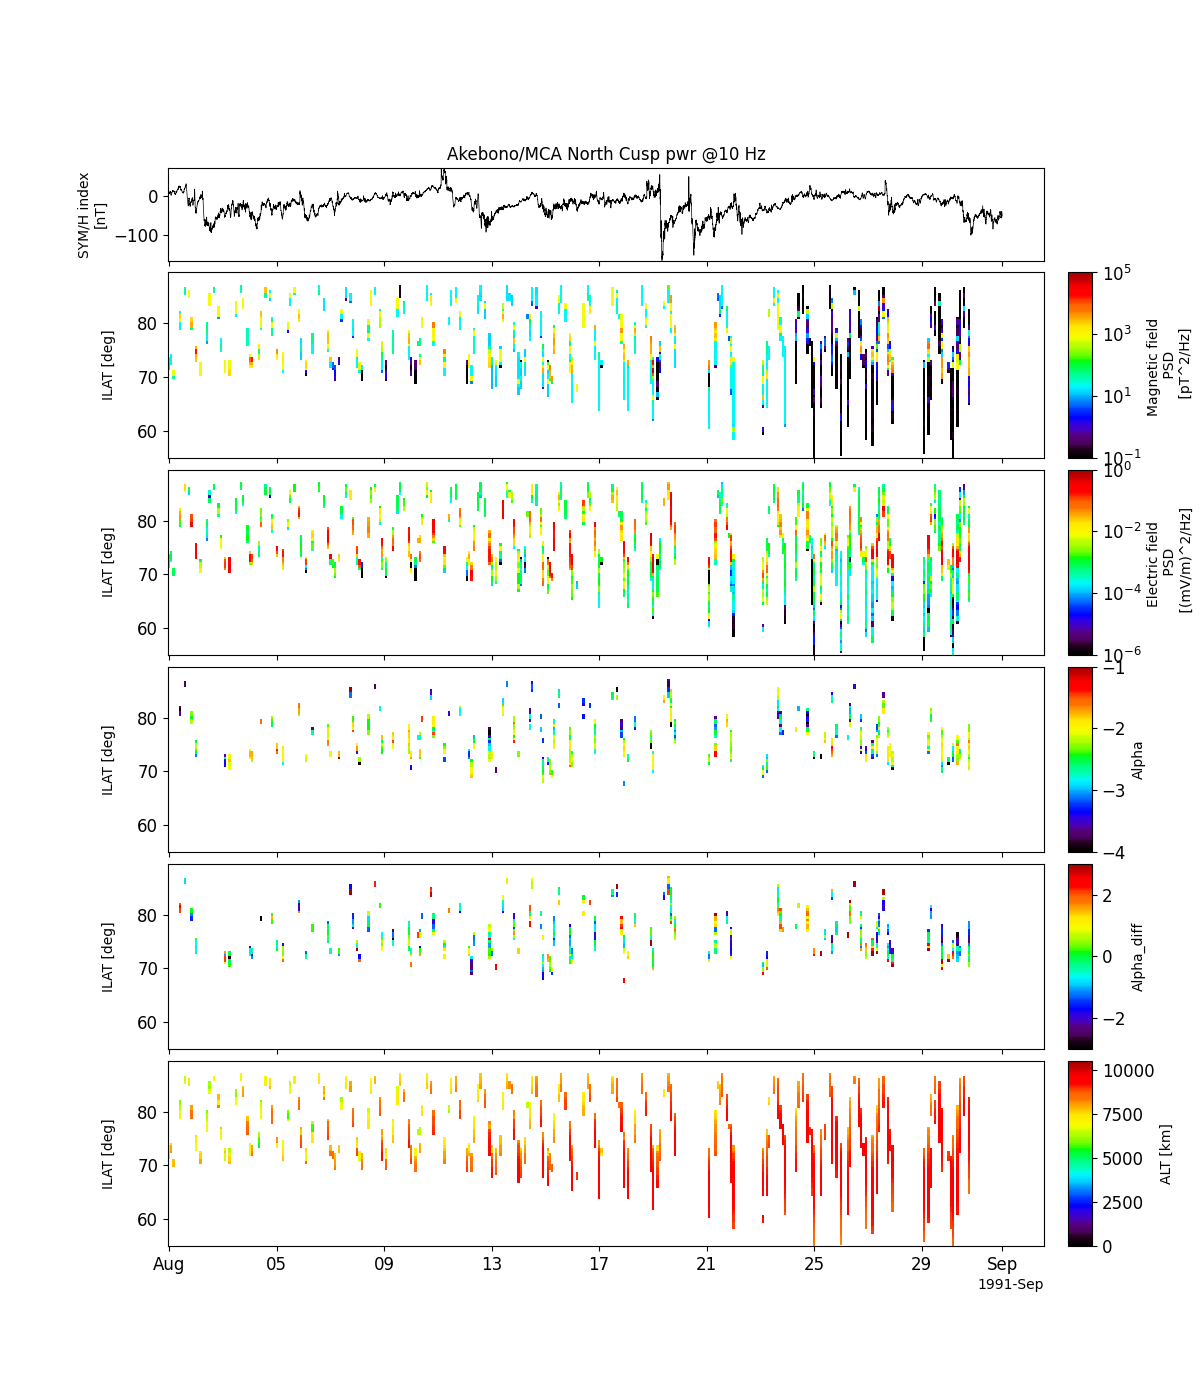 Akebono/MCA North Cusp pwr @10 Hz
SYM/H index
[nT]
0
−100
ILAT [deg]
80
70
60
10^5
10^3
10^1
10^−1
Magnetic field
PSD
[pT^2/Hz]
ILAT [deg]
80
70
60
10^0
10^−2
10^−4
10^−6
Electric field
PSD
[(mV/m)^2/Hz]
ILAT [deg]
80
70
60
−1
−2
−3
−4
Alpha
ILAT [deg]
80
70
60
2
0
−2
Alpha_diff
ILAT [deg]
80
70
60
10000
7500
5000
2500
0
ALT [km]
Aug 05 09 13 17 21 25 29 Sep
1991-Sep